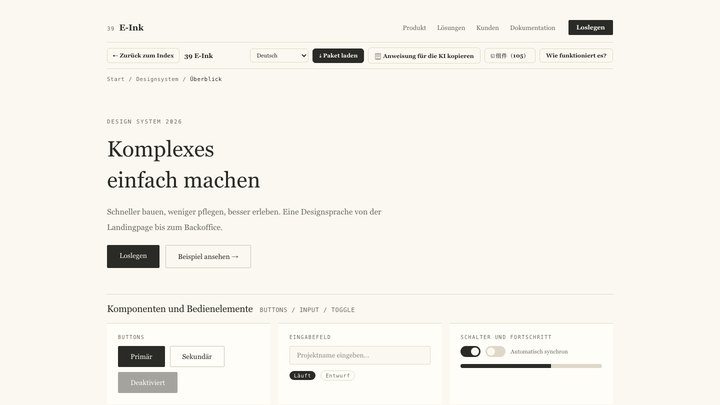 39 E-Ink
Produkt Lösungen Kunden Dokumentation Loslegen
← Zurück zum Index 39 E-Ink Deutsch ↓ Paket laden Anweisung für die KI kopieren 组件 (105) Wie funktioniert es?
Start / Designsystem / Überblick
DESIGN SYSTEM 2026
Komplexes
einfach machen
Schneller bauen, weniger pflegen, besser erleben. Eine Designsprache von der
Landingpage bis zum Backoffice.
Loslegen Beispiel ansehen →
Komponenten und Bedienelemente BUTTONS / INPUT / TOGGLE
BUTTONS
Primär Sekundär
Deaktiviert
EINGABEFELD
Projektname eingeben...
Läuft Entwurf
SCHALTER UND FORTSCHRITT
Automatisch synchron